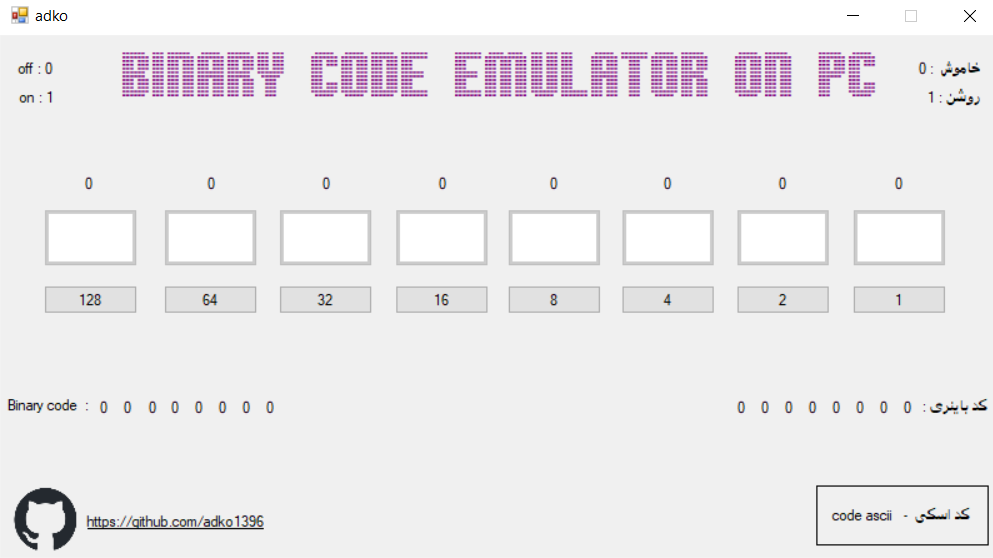 adko
BINARY CODE EMULATOR ON PC
off : 0
خاموش : 0
on : 1
روشن : 1
0 0 0 0 0 0 0 0
128 64 32 16 8 4 2 1
Binary code : 0 0 0 0 0 0 0 0
کد باینری : 0 0 0 0 0 0 0 0
https://github.com/adko1396
code ascii - کد اسکی